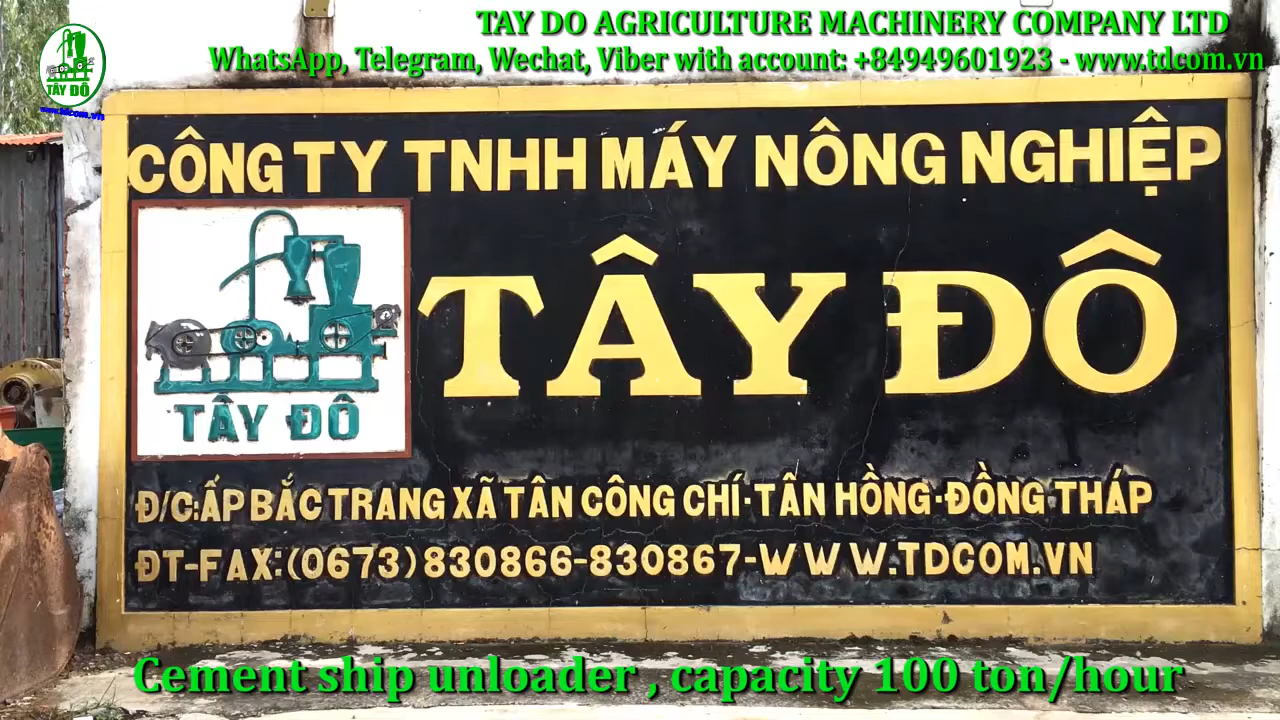 TAY DO AGRICULTURE MACHINERY COMPANY LTD
WhatsApp, Telegram, Wechat, Viber with account: +84949601923 - www.tdcom.vn
TÂY ĐÔ
www.tdcom.vn
CÔNG TY TNHH MÁY NÔNG NGHIỆP
TÂY ĐÔ
TÂY ĐÔ
Đ/C:ẤP BẮC TRANG XÃ TÂN CÔNG CHÍ-TÂN HỒNG-ĐỒNG THÁP
ĐT-FAX:(0673)830866-830867-WWW.TDCOM.VN
Cement ship unloader , capacity 100 ton/hour